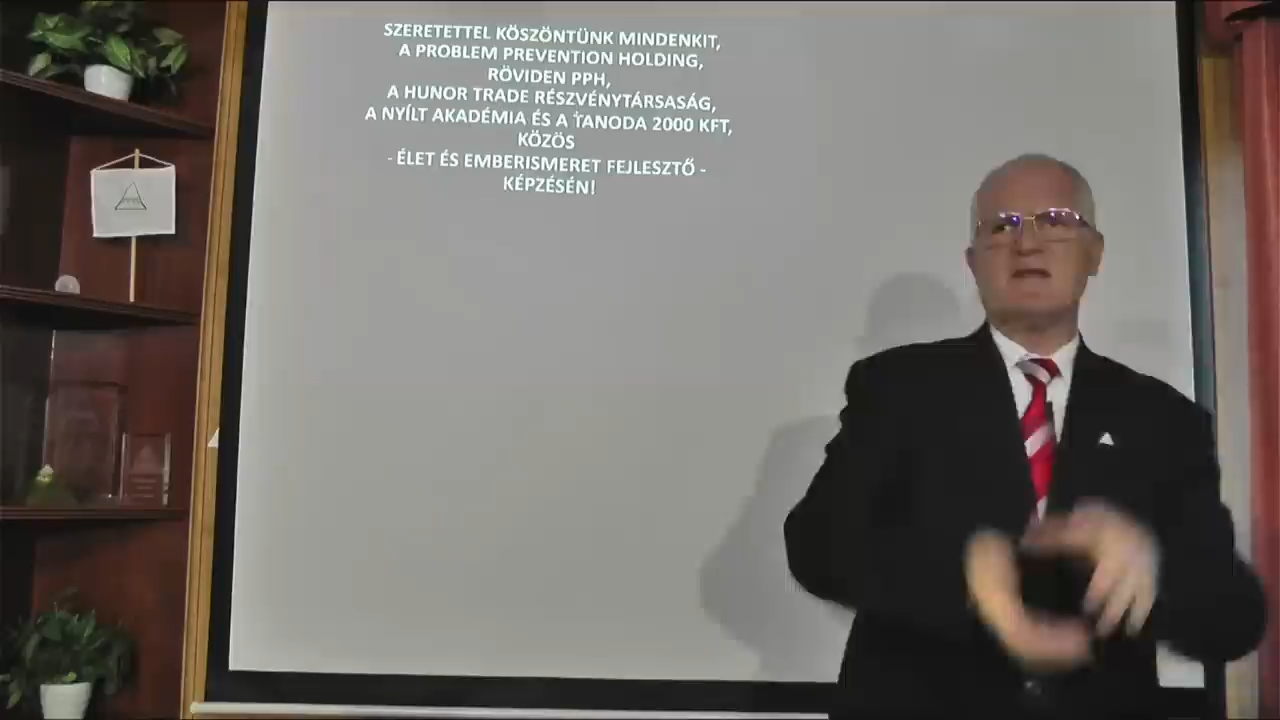 SZERETETTEL KÖSZÖNTÜNK MINDENKIT,
A PROBLEM PREVENTION HOLDING,
RÖVIDEN PPH,
A HUNOR TRADE RÉSZVÉNYTÁRSASÁG,
A NYÍLT AKADÉMIA ÉS A TANODA 2000 KFT,
KÖZÖS
- ÉLET ÉS EMBERISMERET FEJLESZTŐ -
KÉPZÉSÉN!